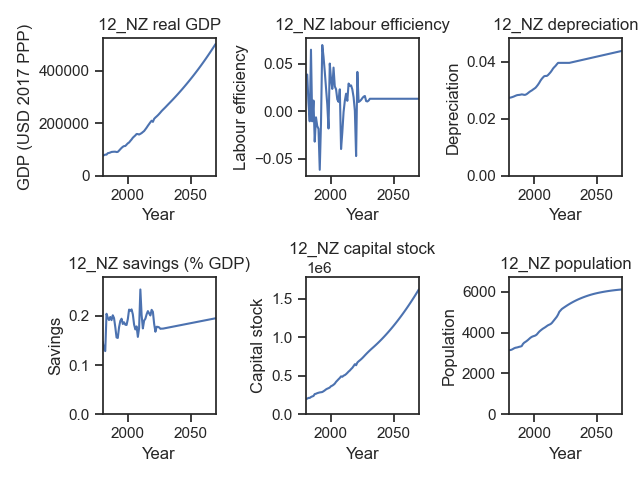 12_NZ real GDP
GDP (USD 2017 PPP)
400000
200000
0
2000
2050
Year
12_NZ labour efficiency
Labour efficiency
0.05
0.00
−0.05
2000
2050
Year
12_NZ depreciation
Depreciation
0.04
0.02
0.00
2000
2050
Year
12_NZ savings (% GDP)
Savings
0.2
0.1
0.0
2000
2050
Year
12_NZ capital stock
1e6
Capital stock
1.5
1.0
0.5
0.0
2000
2050
Year
12_NZ population
Population
6000
4000
2000
0
2000
2050
Year